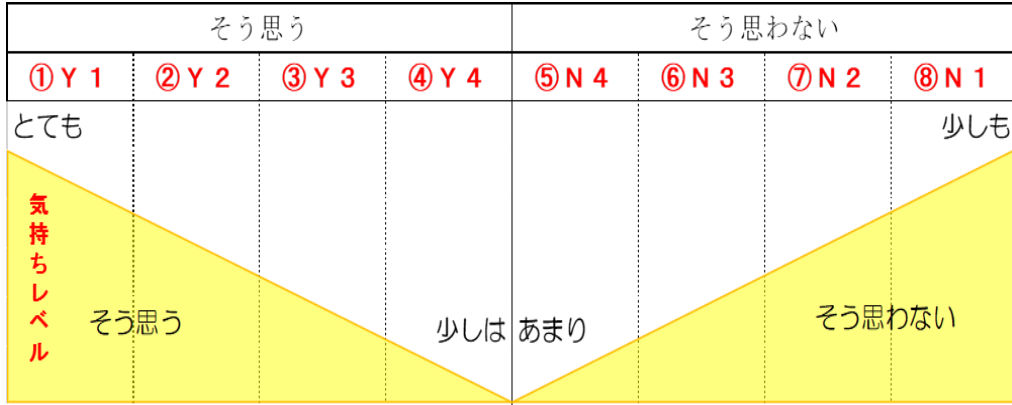 そう思う そう思わない
①Y1 ②Y2 ③Y3 ④Y4 ⑤N4 ⑥N3 ⑦N2 ⑧N1
とても 少しも
気持ちレベル
そう思う 少しは あまり そう思わない